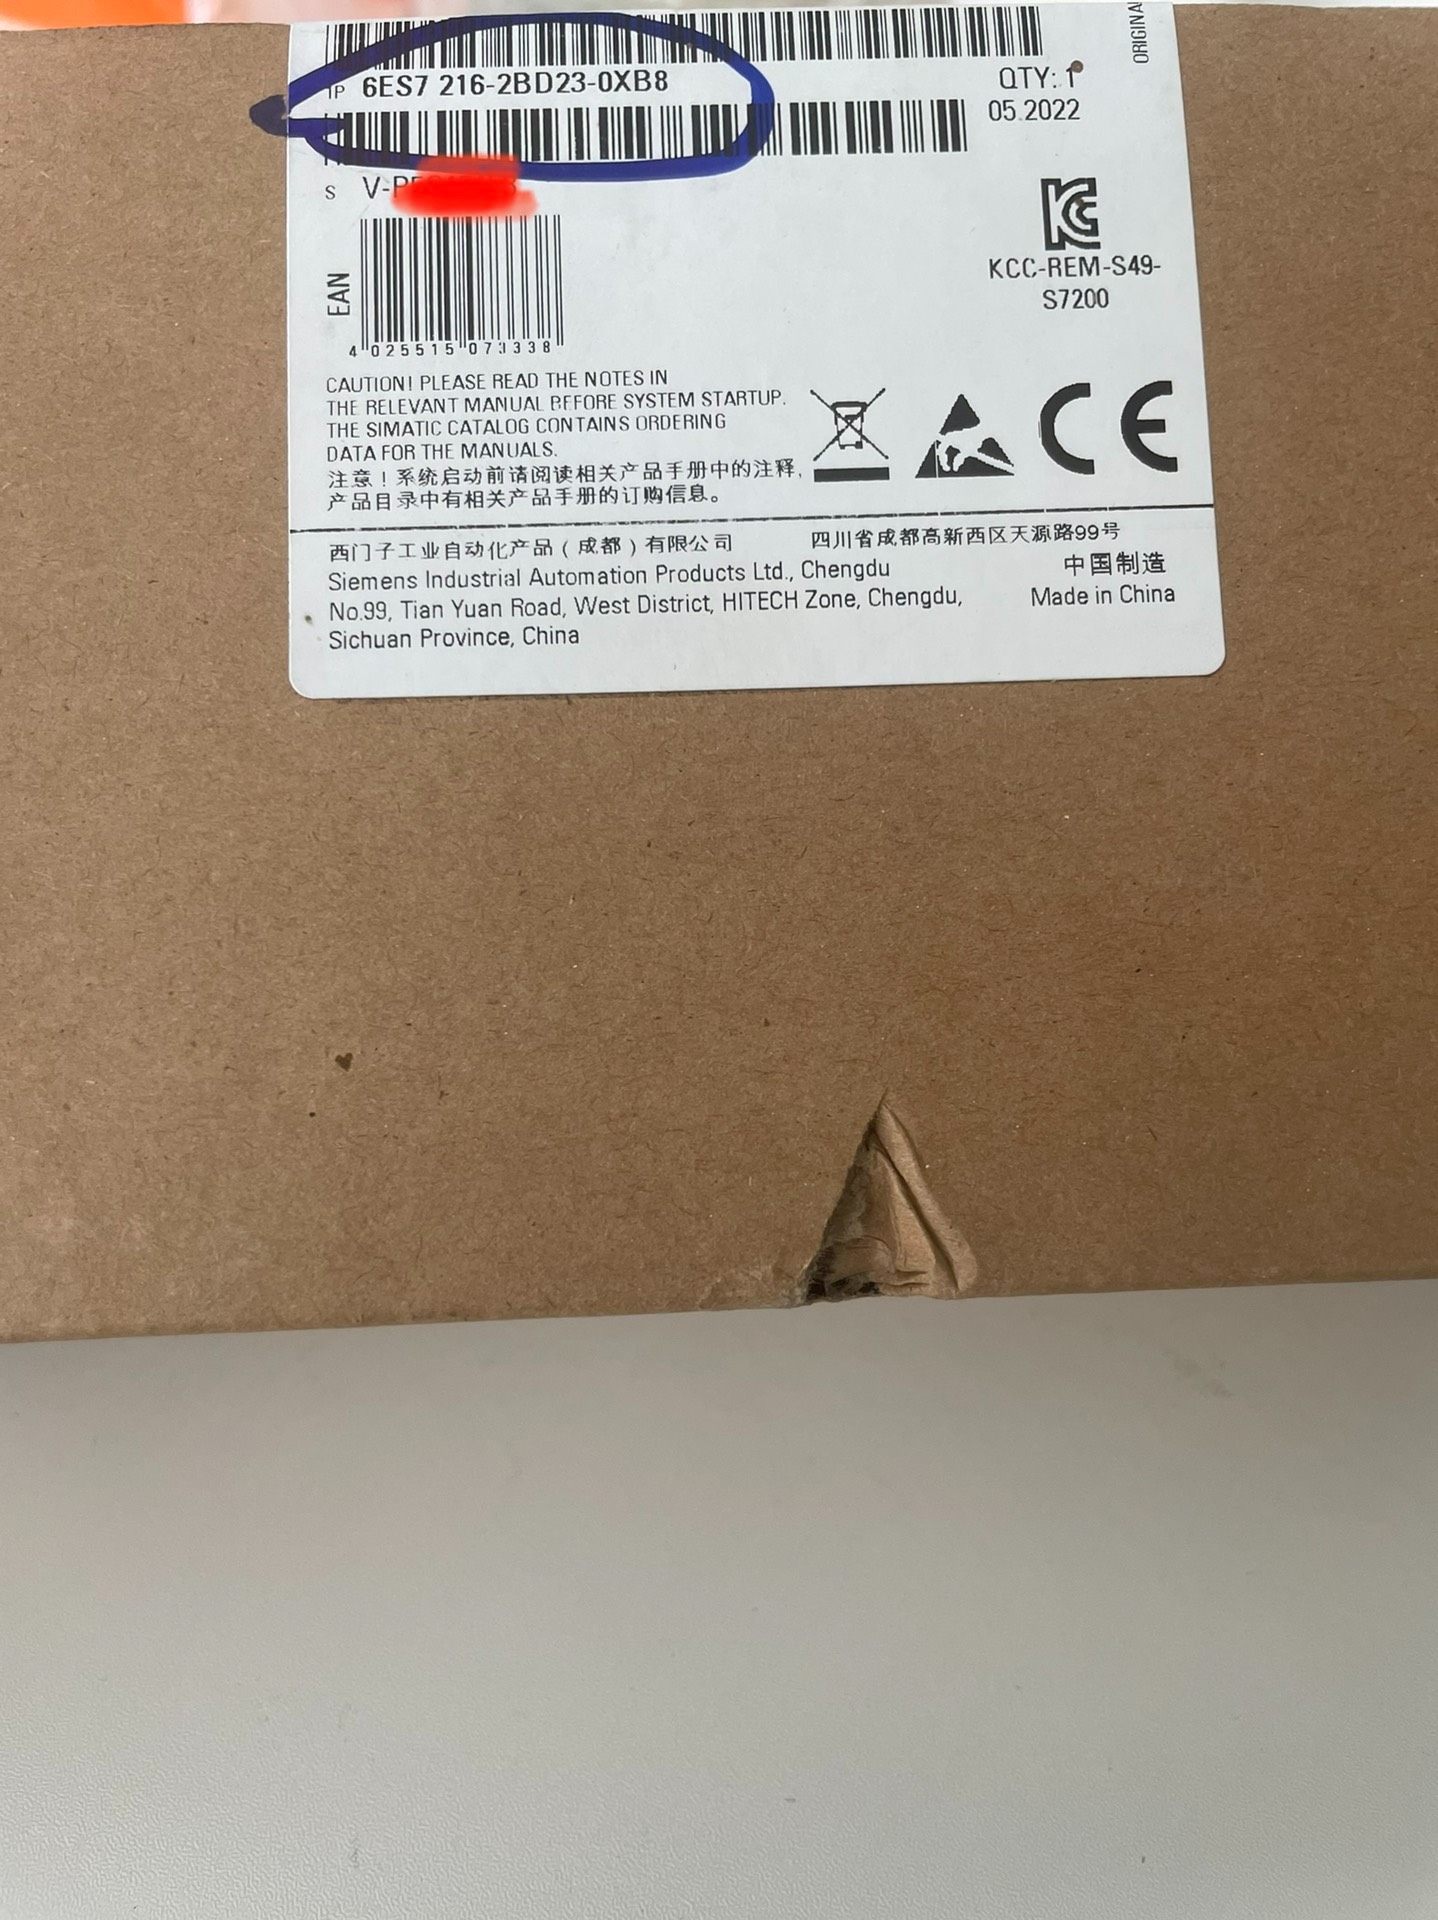 1P 6ES7 216-2BD23-0XB8
QTY: 1
05.2022
ORIGINA
S V-P
KCC-REM-S49-
S7200
EAN
4 025515 073338
CAUTION! PLEASE READ THE NOTES IN
THE RELEVANT MANUAL BEFORE SYSTEM STARTUP.
THE SIMATIC CATALOG CONTAINS ORDERING
DATA FOR THE MANUALS.
注意！系统启动前请阅读相关产品手册中的注释，
产品目录中有相关产品手册的订购信息。
CE
西门子工业自动化产品（成都）有限公司
四川省成都高新西区天源路99号
Siemens Industrial Automation Products Ltd., Chengdu
中国制造
No.99, Tian Yuan Road, West District, HITECH Zone, Chengdu,
Made in China
Sichuan Province, China